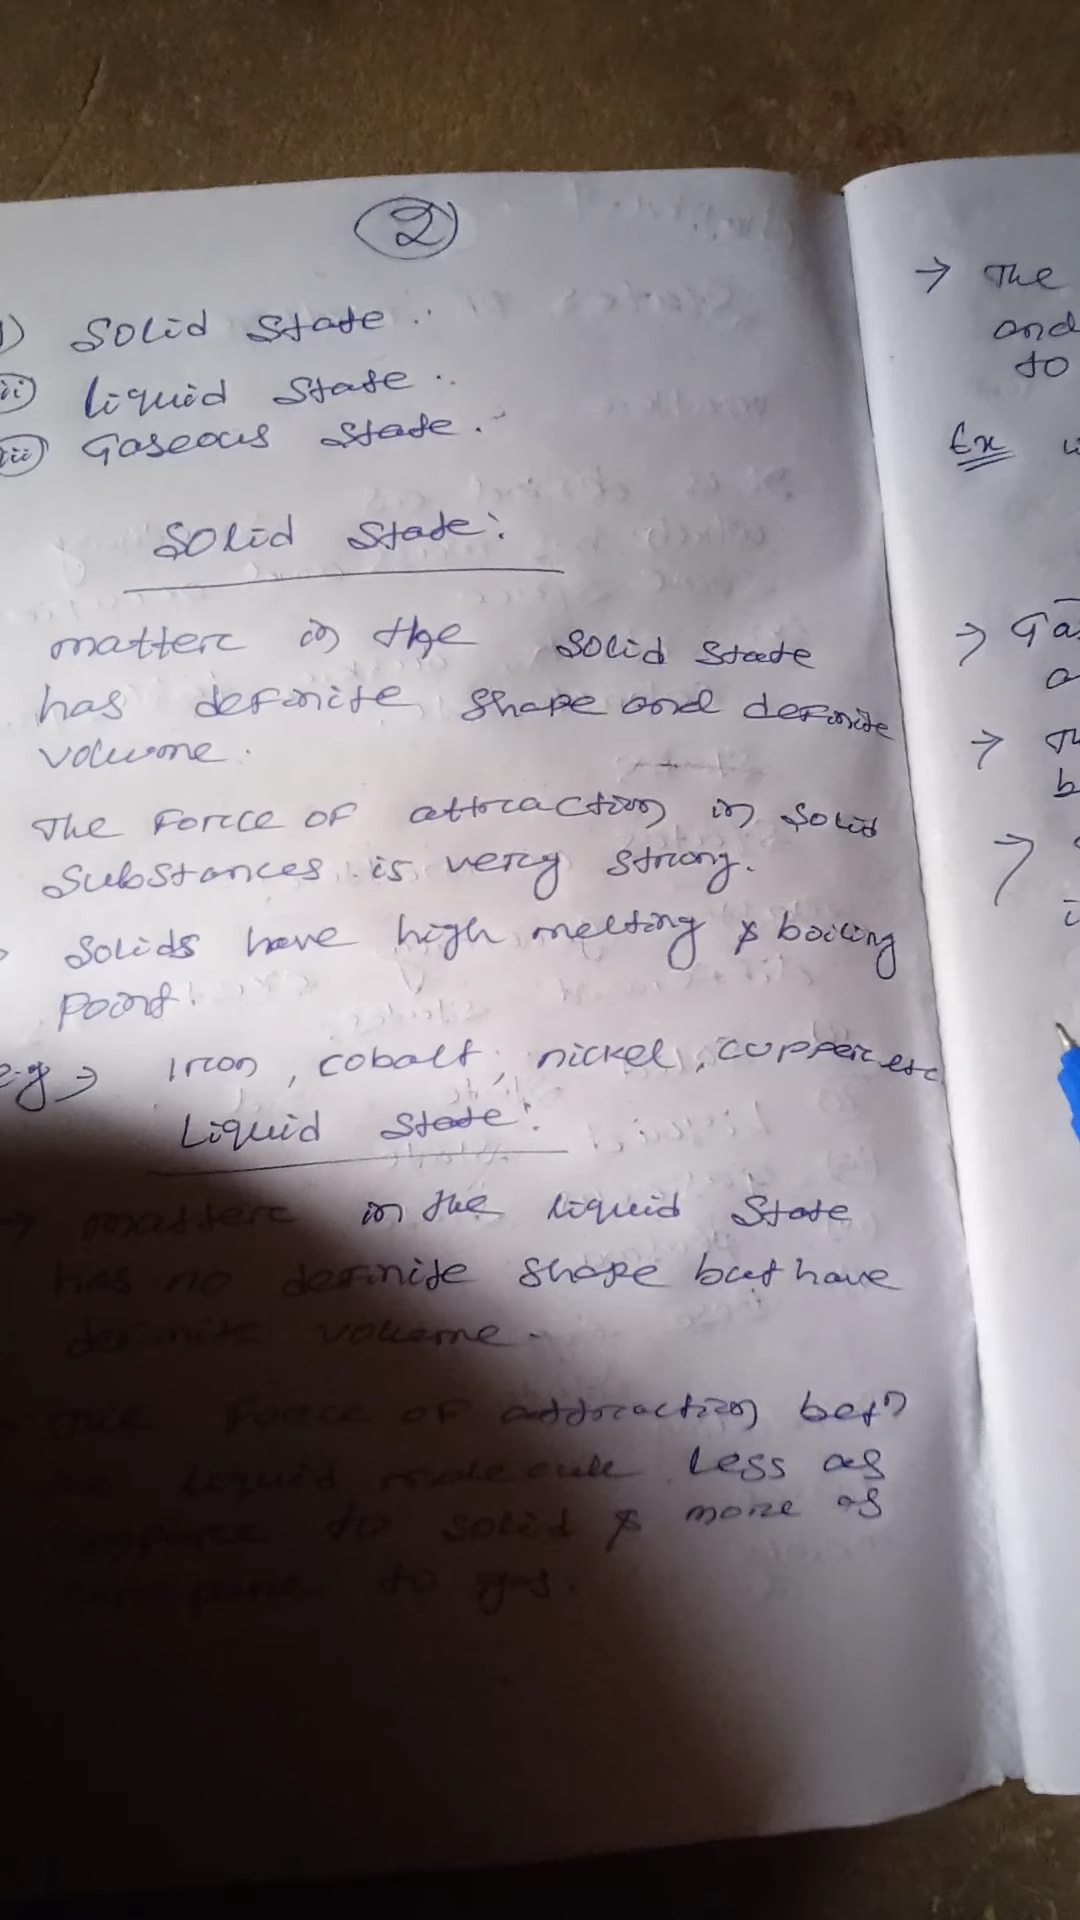 2
i) Solid State.
ii) Liquid State.
iii) Gaseous State.
Solid State:
matter in the solid state
has definite shape and definite
volume.
The Force of attraction in solid
Substances is very strong.
Solids have high melting & boiling
point.
e.g → Iron, cobalt, nickel, copper etc
Liquid State:
→ matter in the liquid State
has no definite shape but have
definite volume.
The Force of attraction betn
liquid molecule less as
compare to solid & more as
compare to gas.
→ The
and
to
Ex
→ Gas
→ Th
b
→